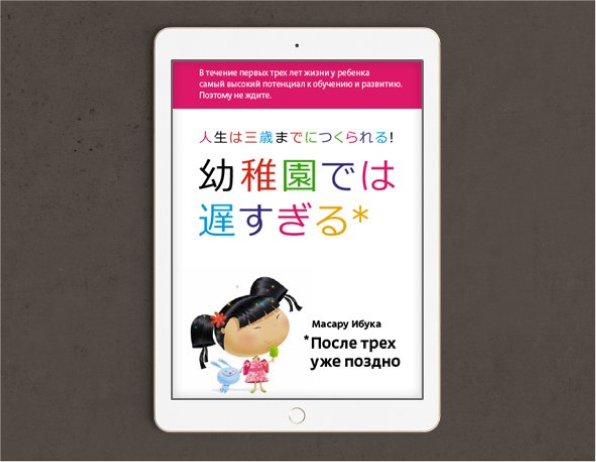 В течение первых трех лет жизни у ребенка
самый высокий потенциал к обучению и развитию.
Поэтому не ждите.
人生は三歳までにつくられる!
幼稚園では
遅すぎる*
Масару Ибука
*После трех
уже поздно